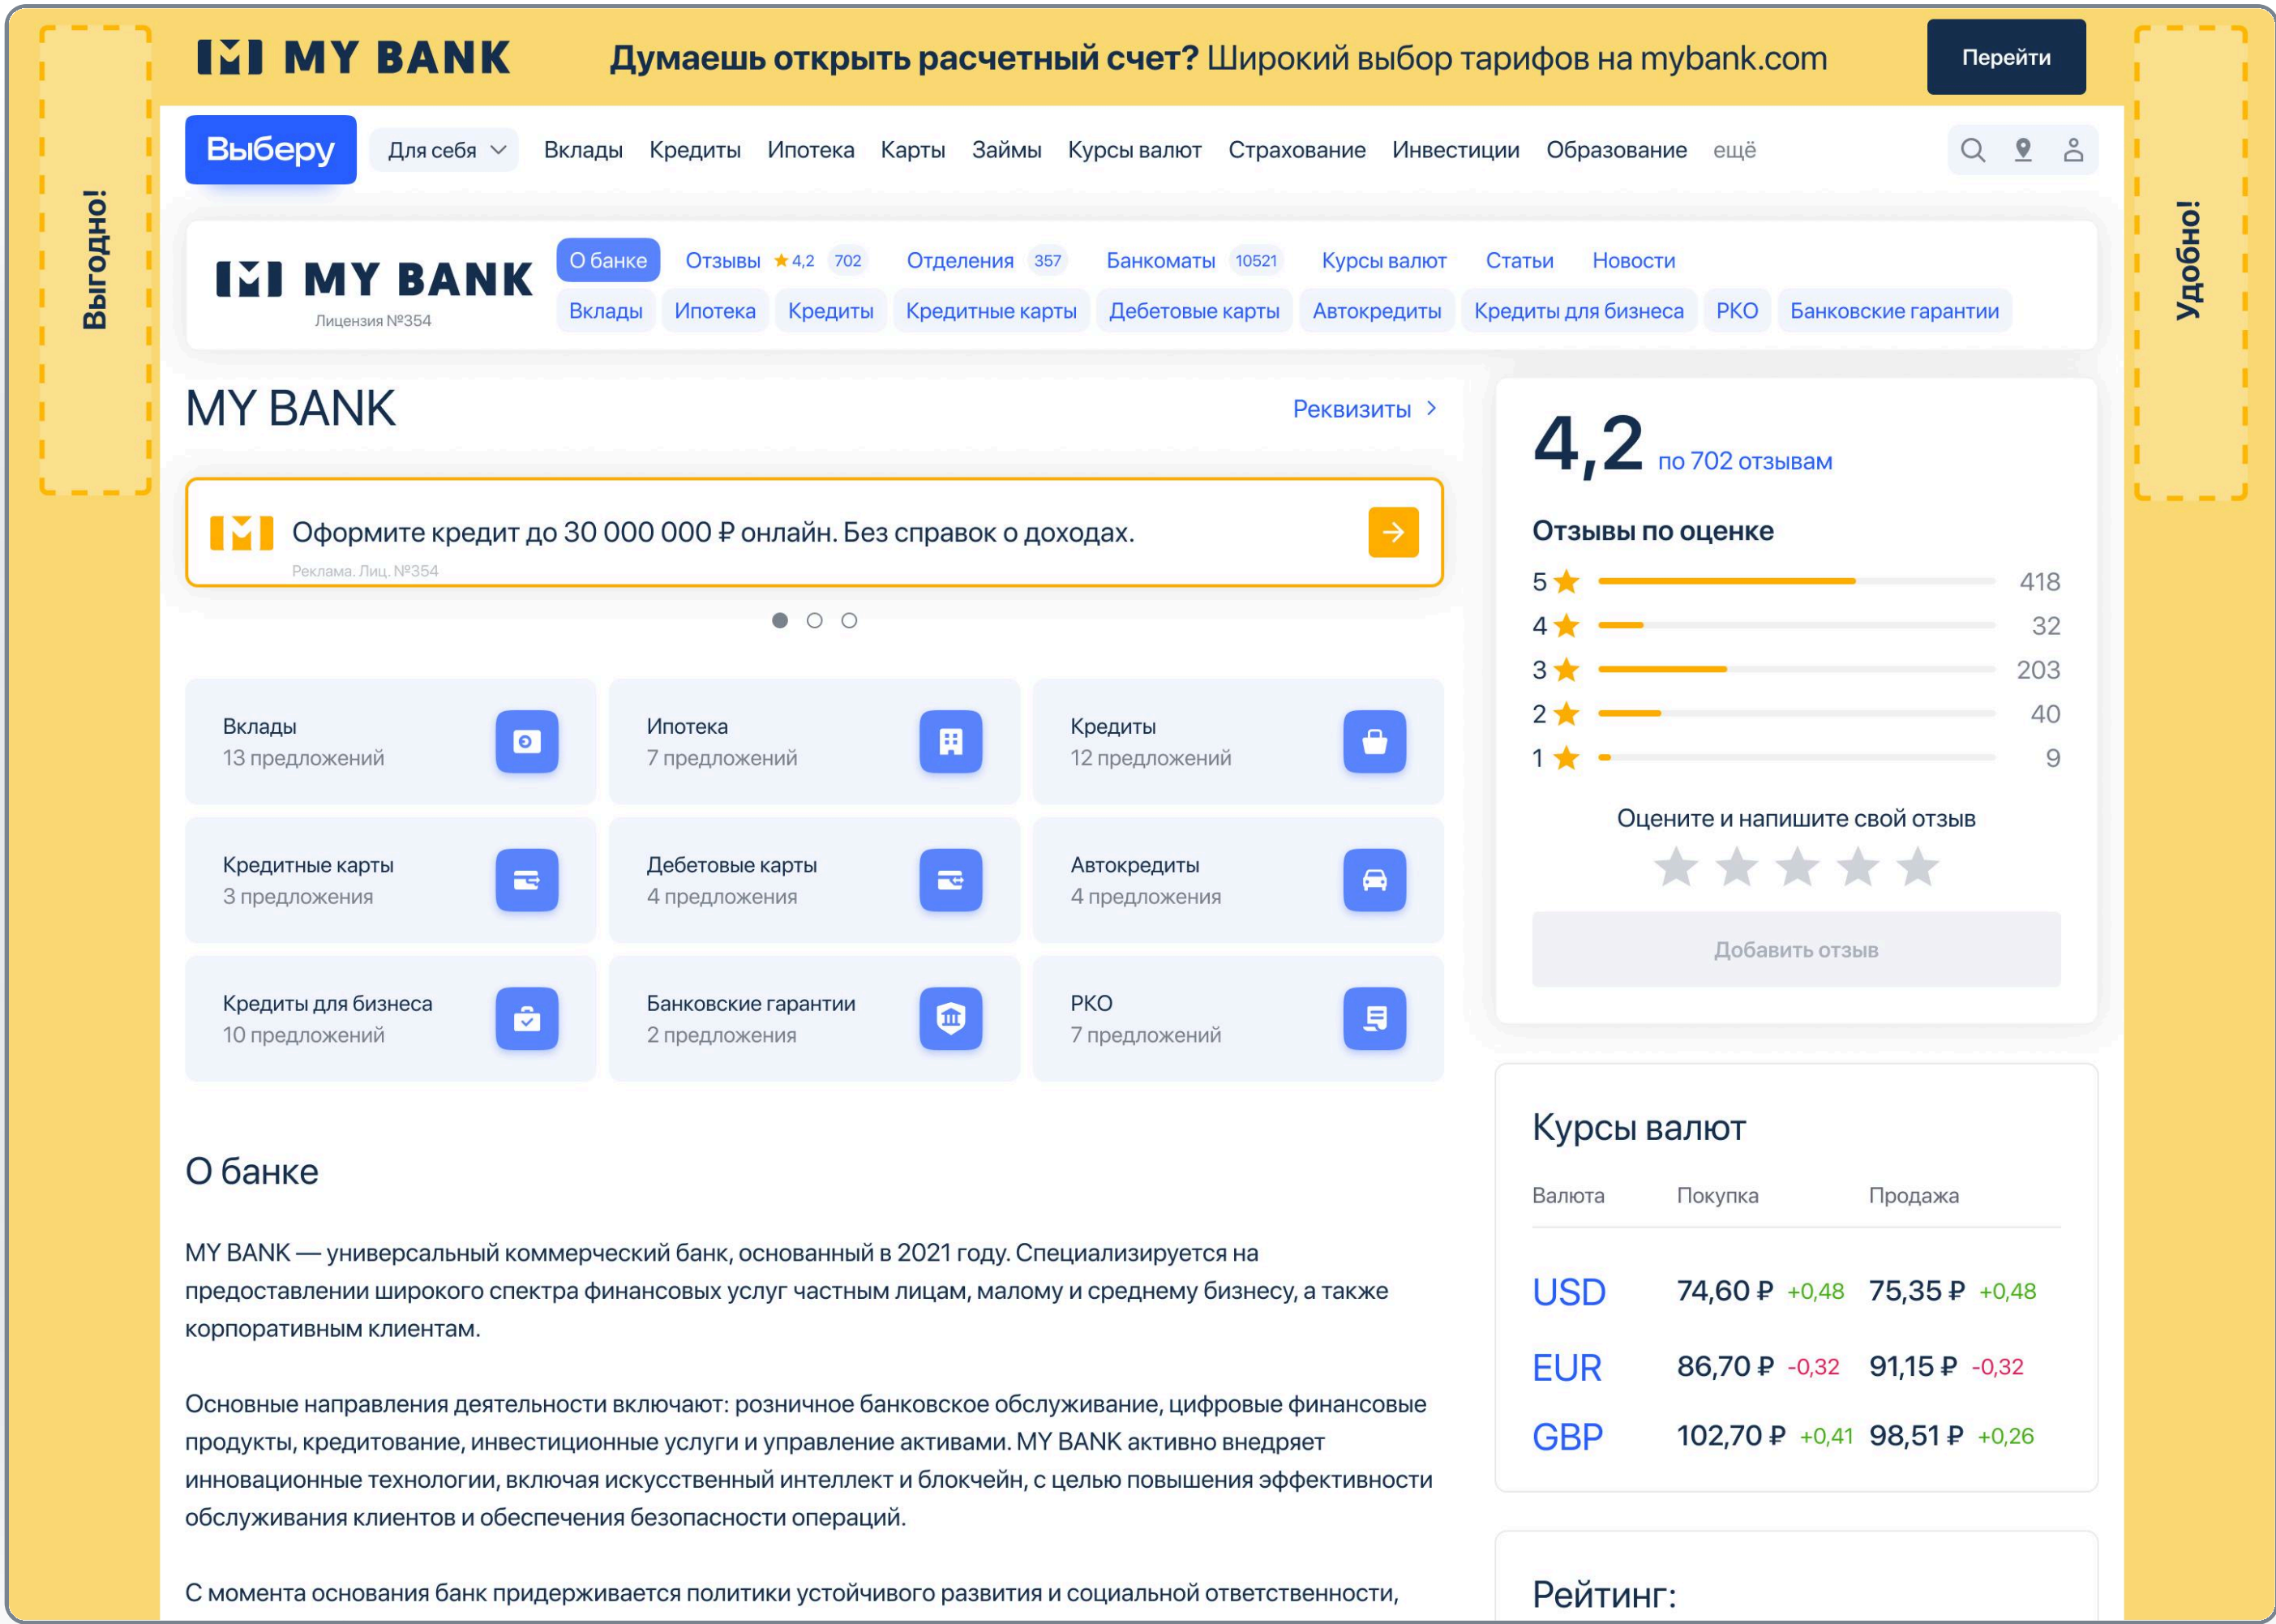 MY BANK
Думаешь открыть расчетный счет? Широкий выбор тарифов на mybank.com
Перейти
Выгодно!
Удобно!
Выберу
Для себя
Вклады Кредиты Ипотека Карты Займы Курсы валют Страхование Инвестиции Образование ещё
MY BANK
Лицензия №354
О банке Отзывы 4,2 702 Отделения 357 Банкоматы 10521 Курсы валют Статьи Новости
Вклады Ипотека Кредиты Кредитные карты Дебетовые карты Автокредиты Кредиты для бизнеса РКО Банковские гарантии
MY BANK
Реквизиты
Оформите кредит до 30 000 000 ₽ онлайн. Без справок о доходах.
Реклама. Лиц. №354
Вклады
13 предложений
Ипотека
7 предложений
Кредиты
12 предложений
Кредитные карты
3 предложения
Дебетовые карты
4 предложения
Автокредиты
4 предложения
Кредиты для бизнеса
10 предложений
Банковские гарантии
2 предложения
РКО
7 предложений
О банке
MY BANK — универсальный коммерческий банк, основанный в 2021 году. Специализируется на
предоставлении широкого спектра финансовых услуг частным лицам, малому и среднему бизнесу, а также
корпоративным клиентам.
Основные направления деятельности включают: розничное банковское обслуживание, цифровые финансовые
продукты, кредитование, инвестиционные услуги и управление активами. MY BANK активно внедряет
инновационные технологии, включая искусственный интеллект и блокчейн, с целью повышения эффективности
обслуживания клиентов и обеспечения безопасности операций.
С момента основания банк придерживается политики устойчивого развития и социальной ответственности,
4,2 по 702 отзывам
Отзывы по оценке
5 418
4 32
3 203
2 40
1 9
Оцените и напишите свой отзыв
Добавить отзыв
Курсы валют
Валюта Покупка Продажа
USD 74,60 ₽ +0,48 75,35 ₽ +0,48
EUR 86,70 ₽ -0,32 91,15 ₽ -0,32
GBP 102,70 ₽ +0,41 98,51 ₽ +0,26
Рейтинг: